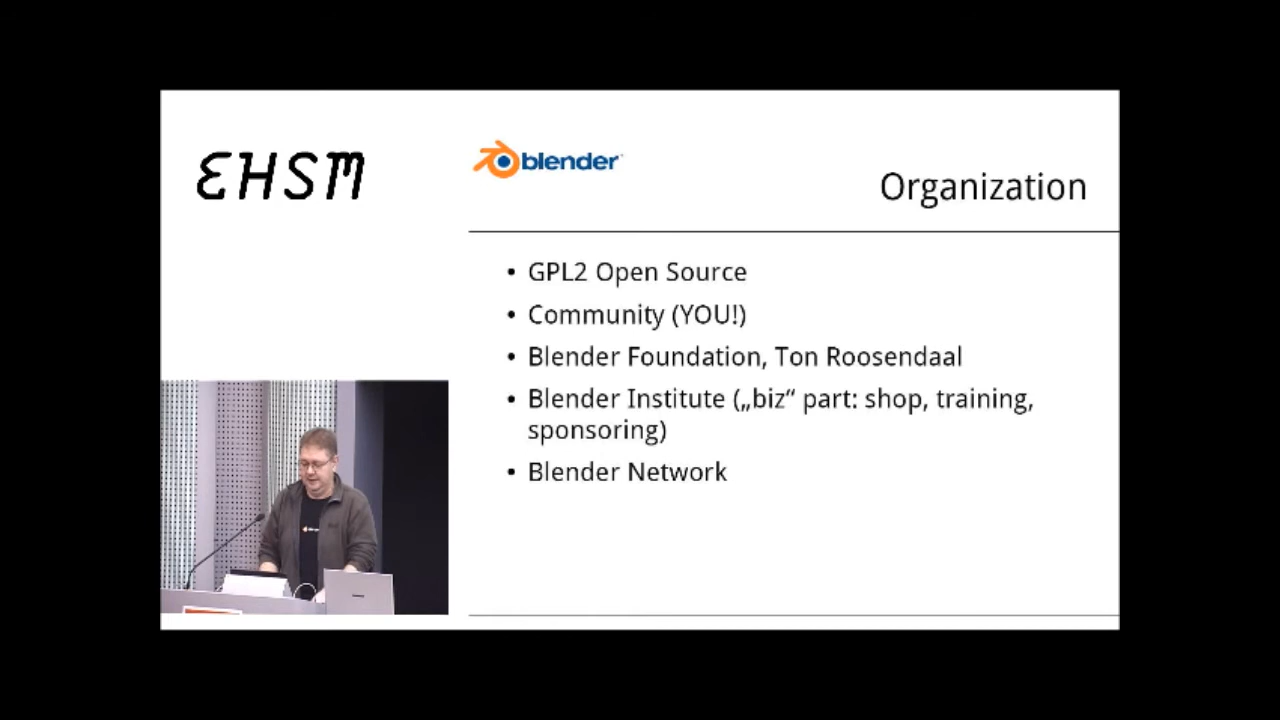 EHSM
blender
Organization
• GPL2 Open Source
• Community (YOU!)
• Blender Foundation, Ton Roosendaal
• Blender Institute („biz“ part: shop, training,
sponsoring)
• Blender Network